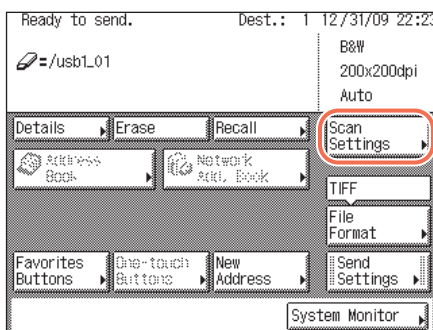 Ready to send. Dest.: 1 12/31/09 22:23
=/usb1_01
B&W
200x200dpi
Auto
Details Erase Recall Scan
Settings
Address
Book
Network
Add. Book
TIFF
File
Format
Favorites
Buttons
One-touch
Buttons
New
Address
Send
Settings
System Monitor